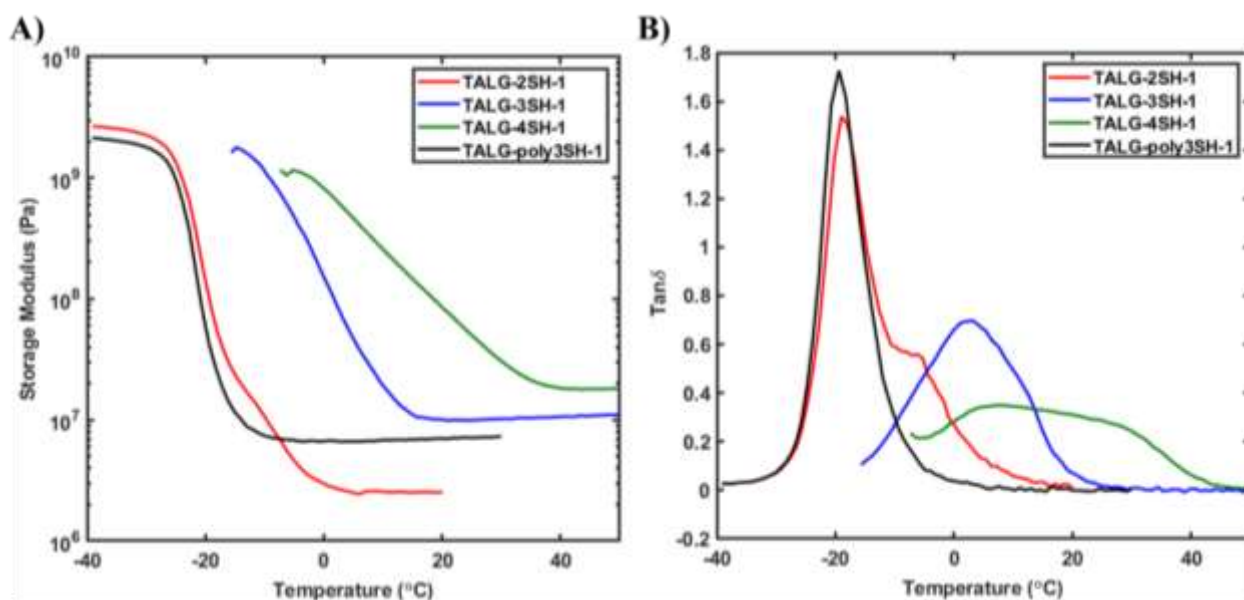 A)
Storage Modulus (Pa)
10^10
10^9
10^8
10^7
10^6
TALG-2SH-1
TALG-3SH-1
TALG-4SH-1
TALG-poly3SH-1
-40 -20 0 20 40
Temperature (°C)
B)
Tanδ
1.8
1.6
1.4
1.2
1
0.8
0.6
0.4
0.2
0
-0.2
TALG-2SH-1
TALG-3SH-1
TALG-4SH-1
TALG-poly3SH-1
-40 -20 0 20 40
Temperature (°C)